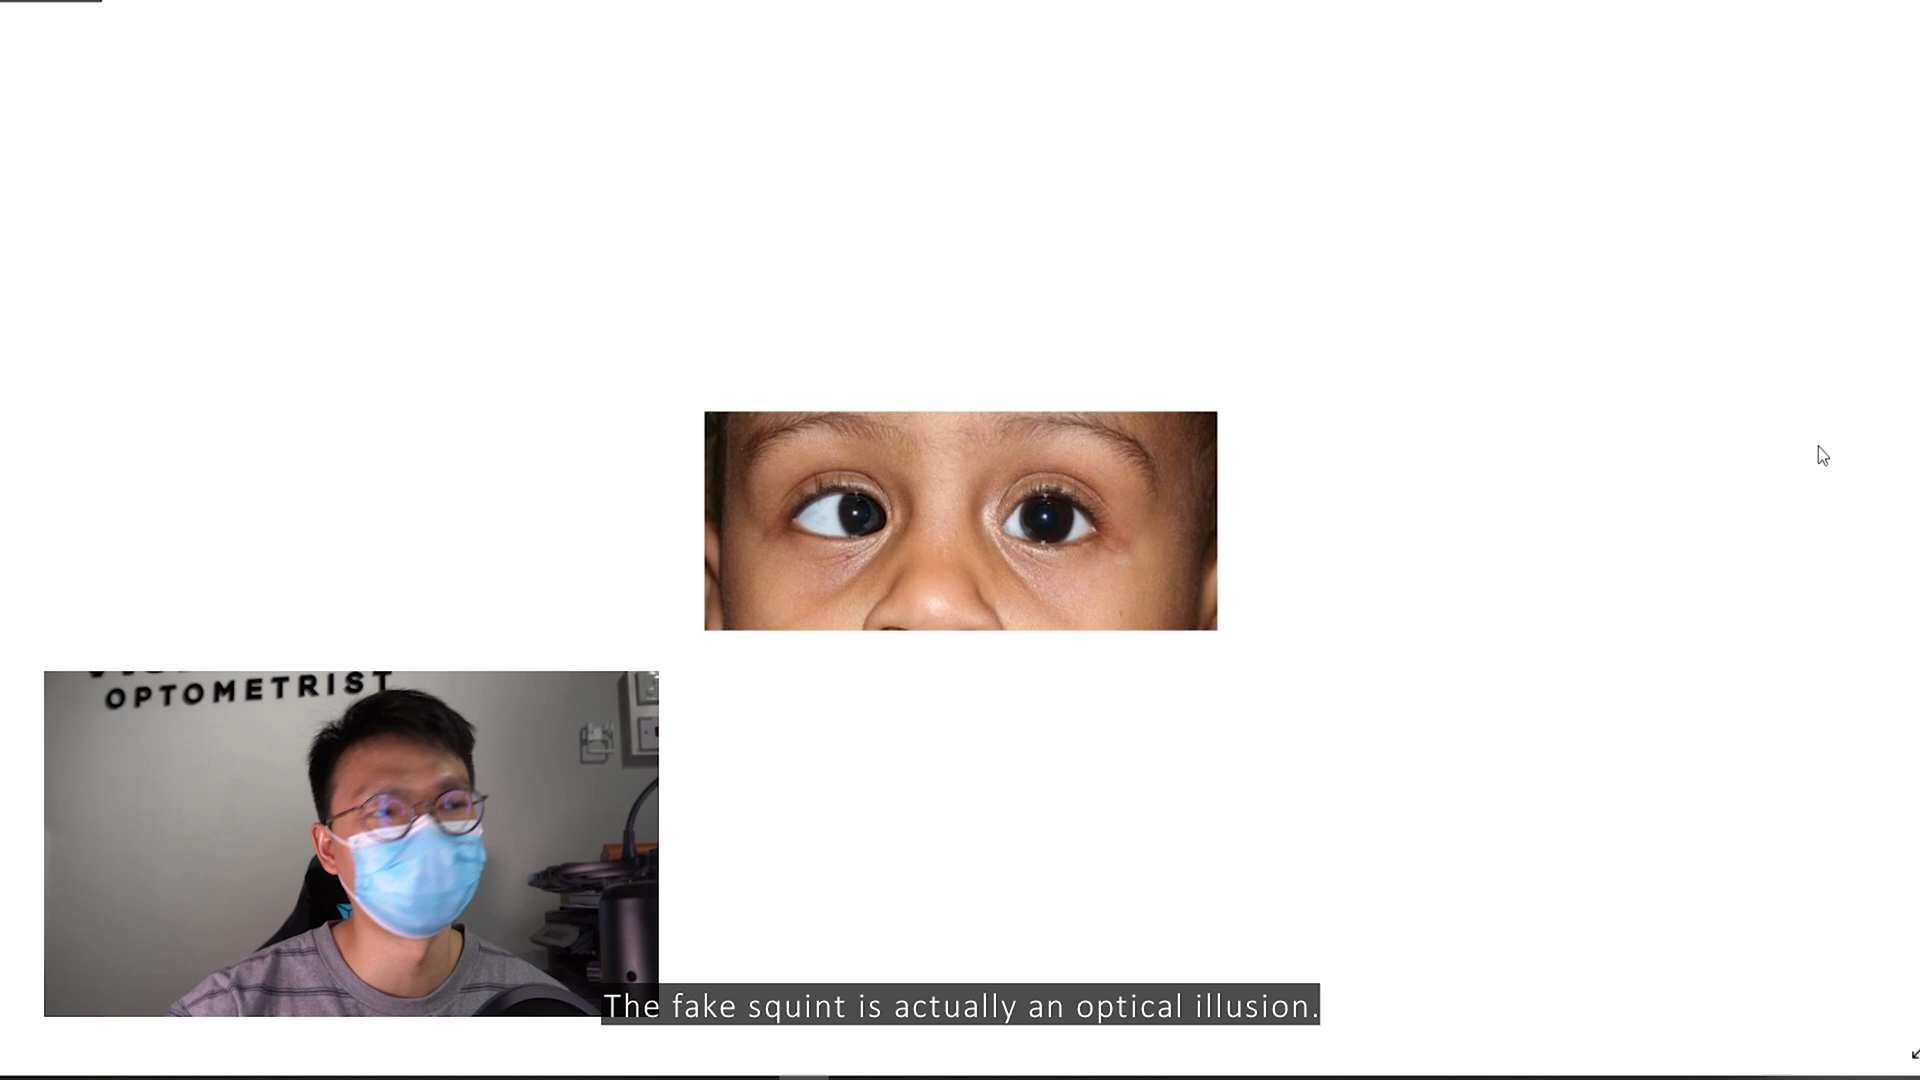 OPTOMETRIST
The fake squint is actually an optical illusion.